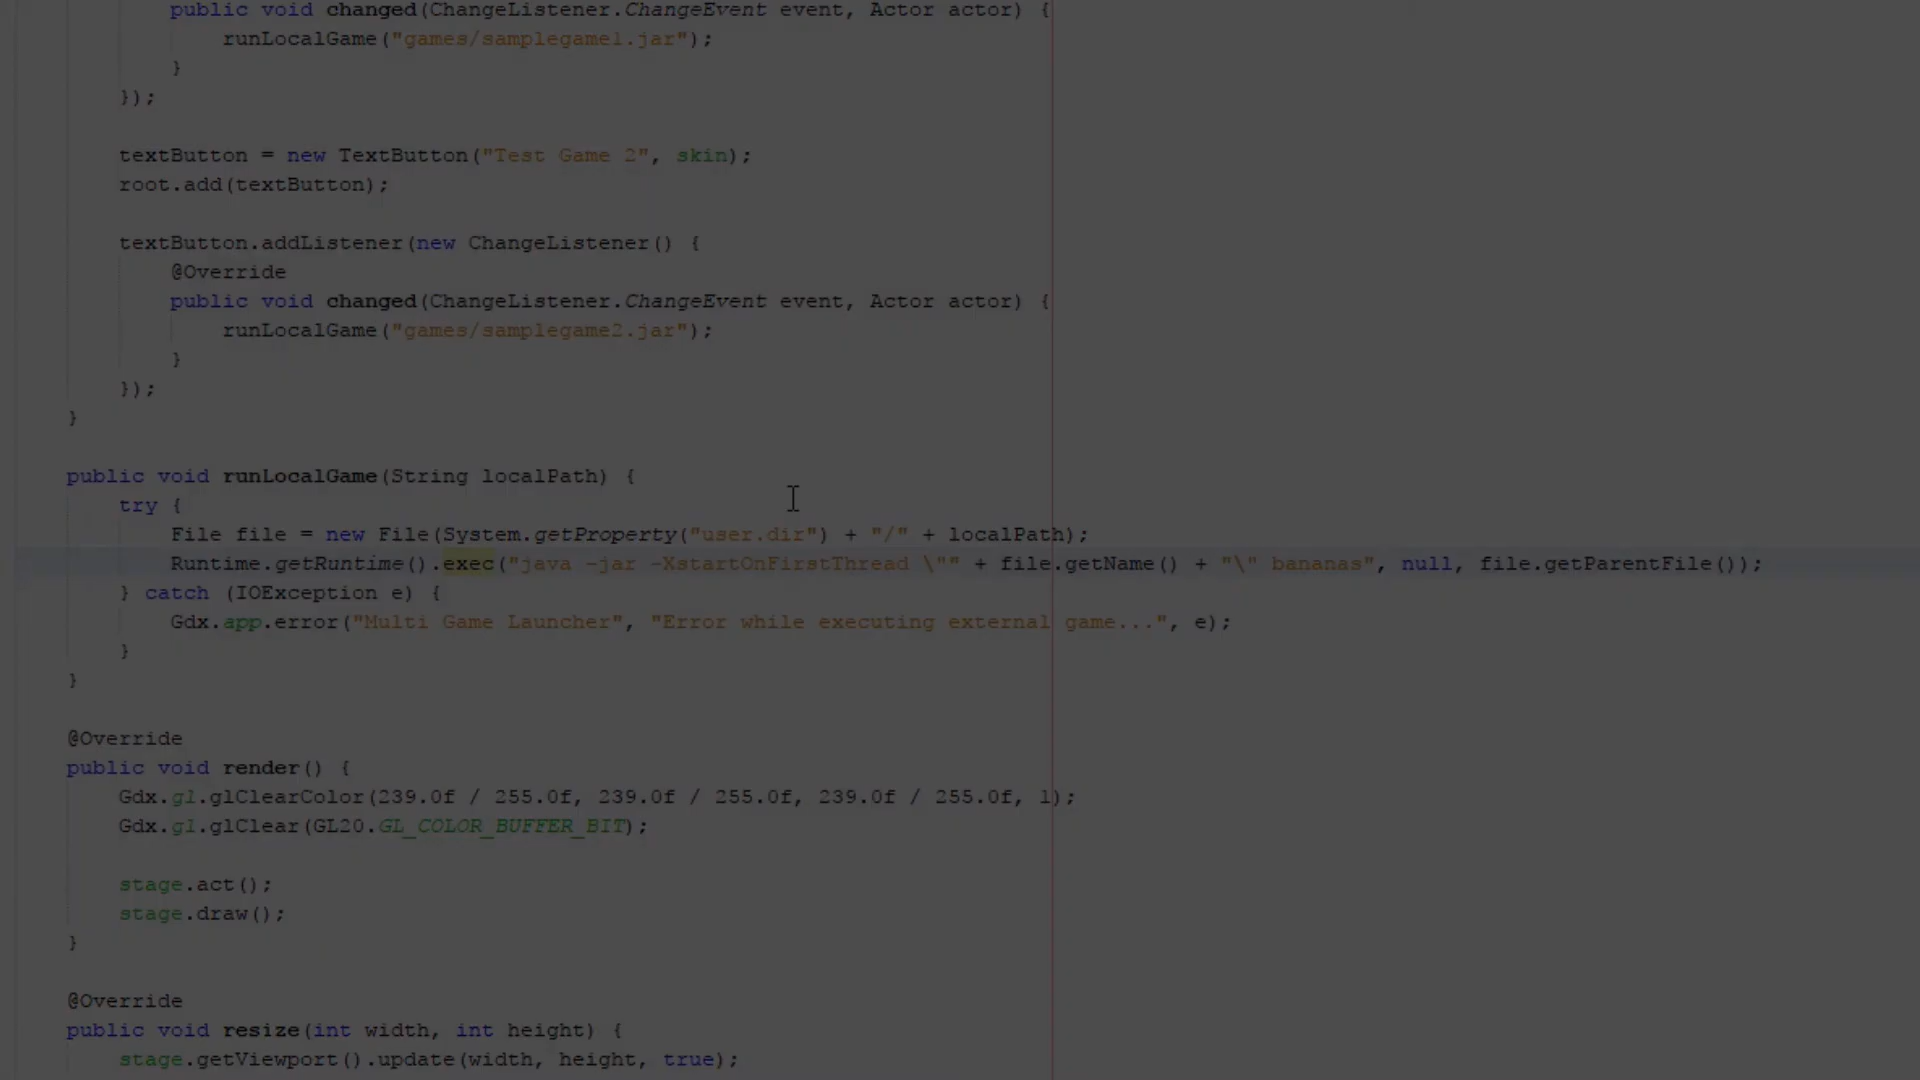 public void changed(ChangeListener.ChangeEvent event, Actor actor) {
runLocalGame("games/samplegame1.jar");
}
});
textButton = new TextButton("Test Game 2", skin);
root.add(textButton);
textButton.addListener(new ChangeListener() {
@Override
public void changed(ChangeListener.ChangeEvent event, Actor actor) {
runLocalGame("games/samplegame2.jar");
}
});
}
public void runLocalGame(String localPath) {
try {
File file = new File(System.getProperty("user.dir") + "/" + localPath);
Runtime.getRuntime().exec("java -jar -XstartOnFirstThread \"" + file.getName() + "\" bananas", null, file.getParentFile());
} catch (IOException e) {
Gdx.app.error("Multi Game Launcher", "Error while executing external game...", e);
}
}
@Override
public void render() {
Gdx.gl.glClearColor(239.0f / 255.0f, 239.0f / 255.0f, 239.0f / 255.0f, 1);
Gdx.gl.glClear(GL20.GL_COLOR_BUFFER_BIT);
stage.act();
stage.draw();
}
@Override
public void resize(int width, int height) {
stage.getViewport().update(width, height, true);